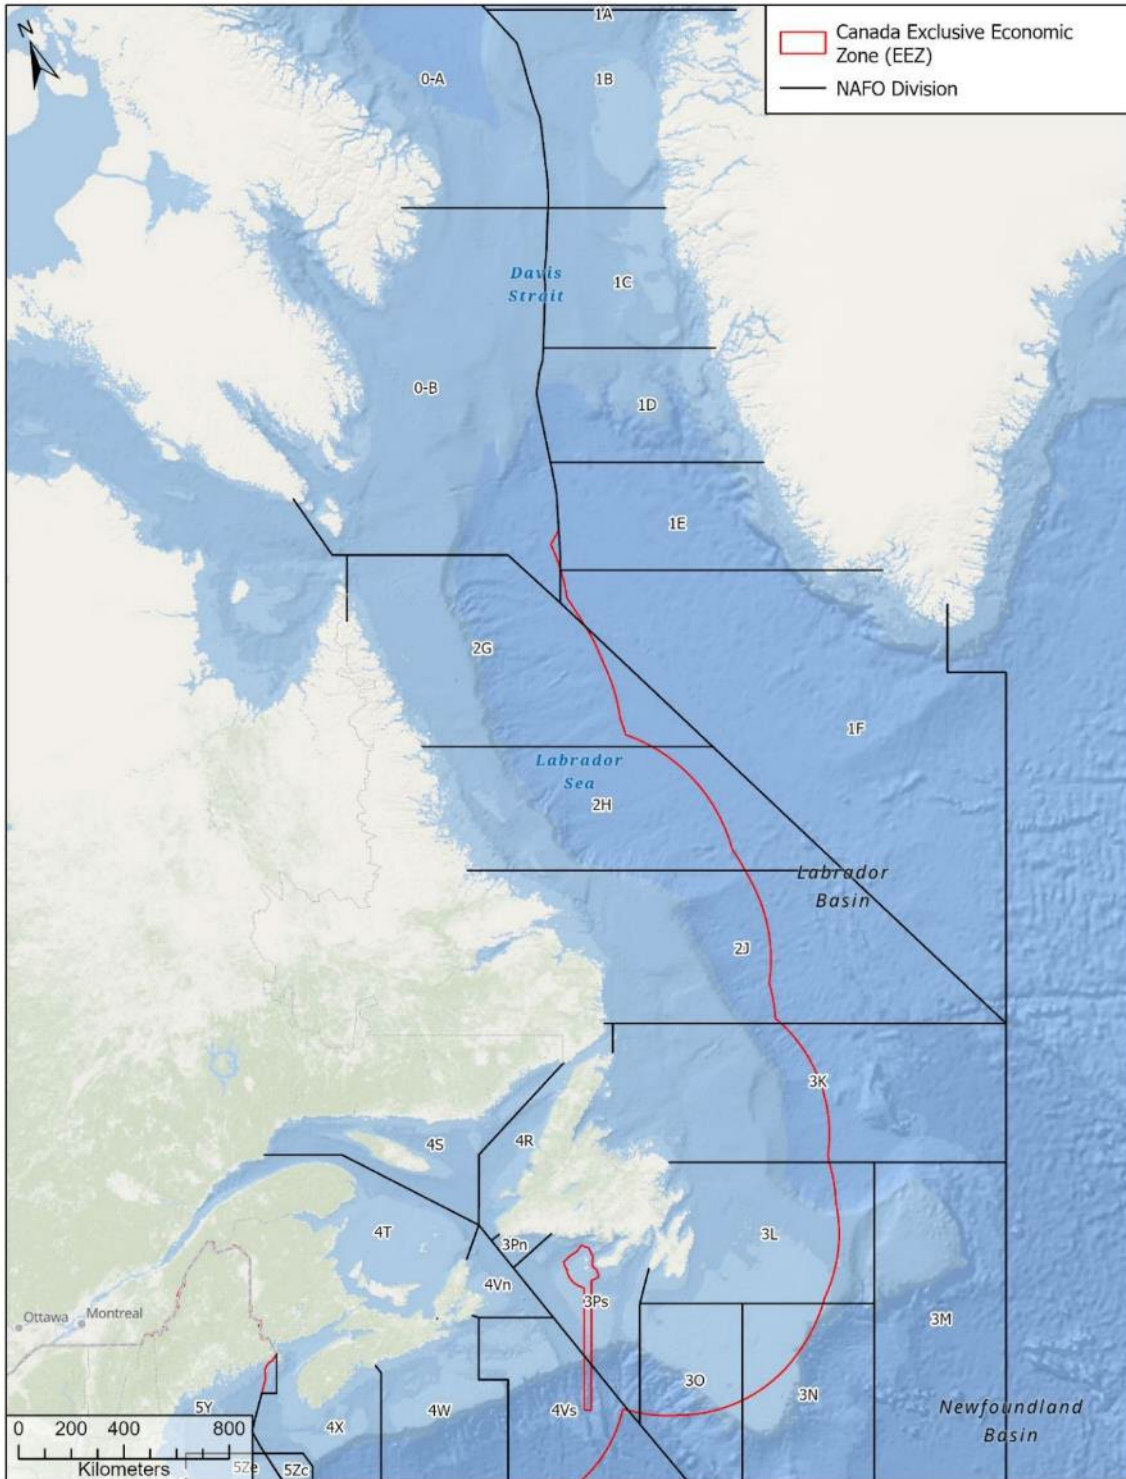 N
1A
Canada Exclusive Economic
Zone (EEZ)
NAFO Division
0-A
1B
Davis
Strait
1C
0-B
1D
1E
2G
1F
Labrador
Sea
2H
Labrador
Basin
2J
3K
4S
4R
4T
3Pn
3L
4Vn
3Ps
3M
Ottawa
Montreal
3O
3N
5Y
4X
4W
4Vs
Newfoundland
Basin
0 200 400 800
Kilometers
5Ze
5Zc